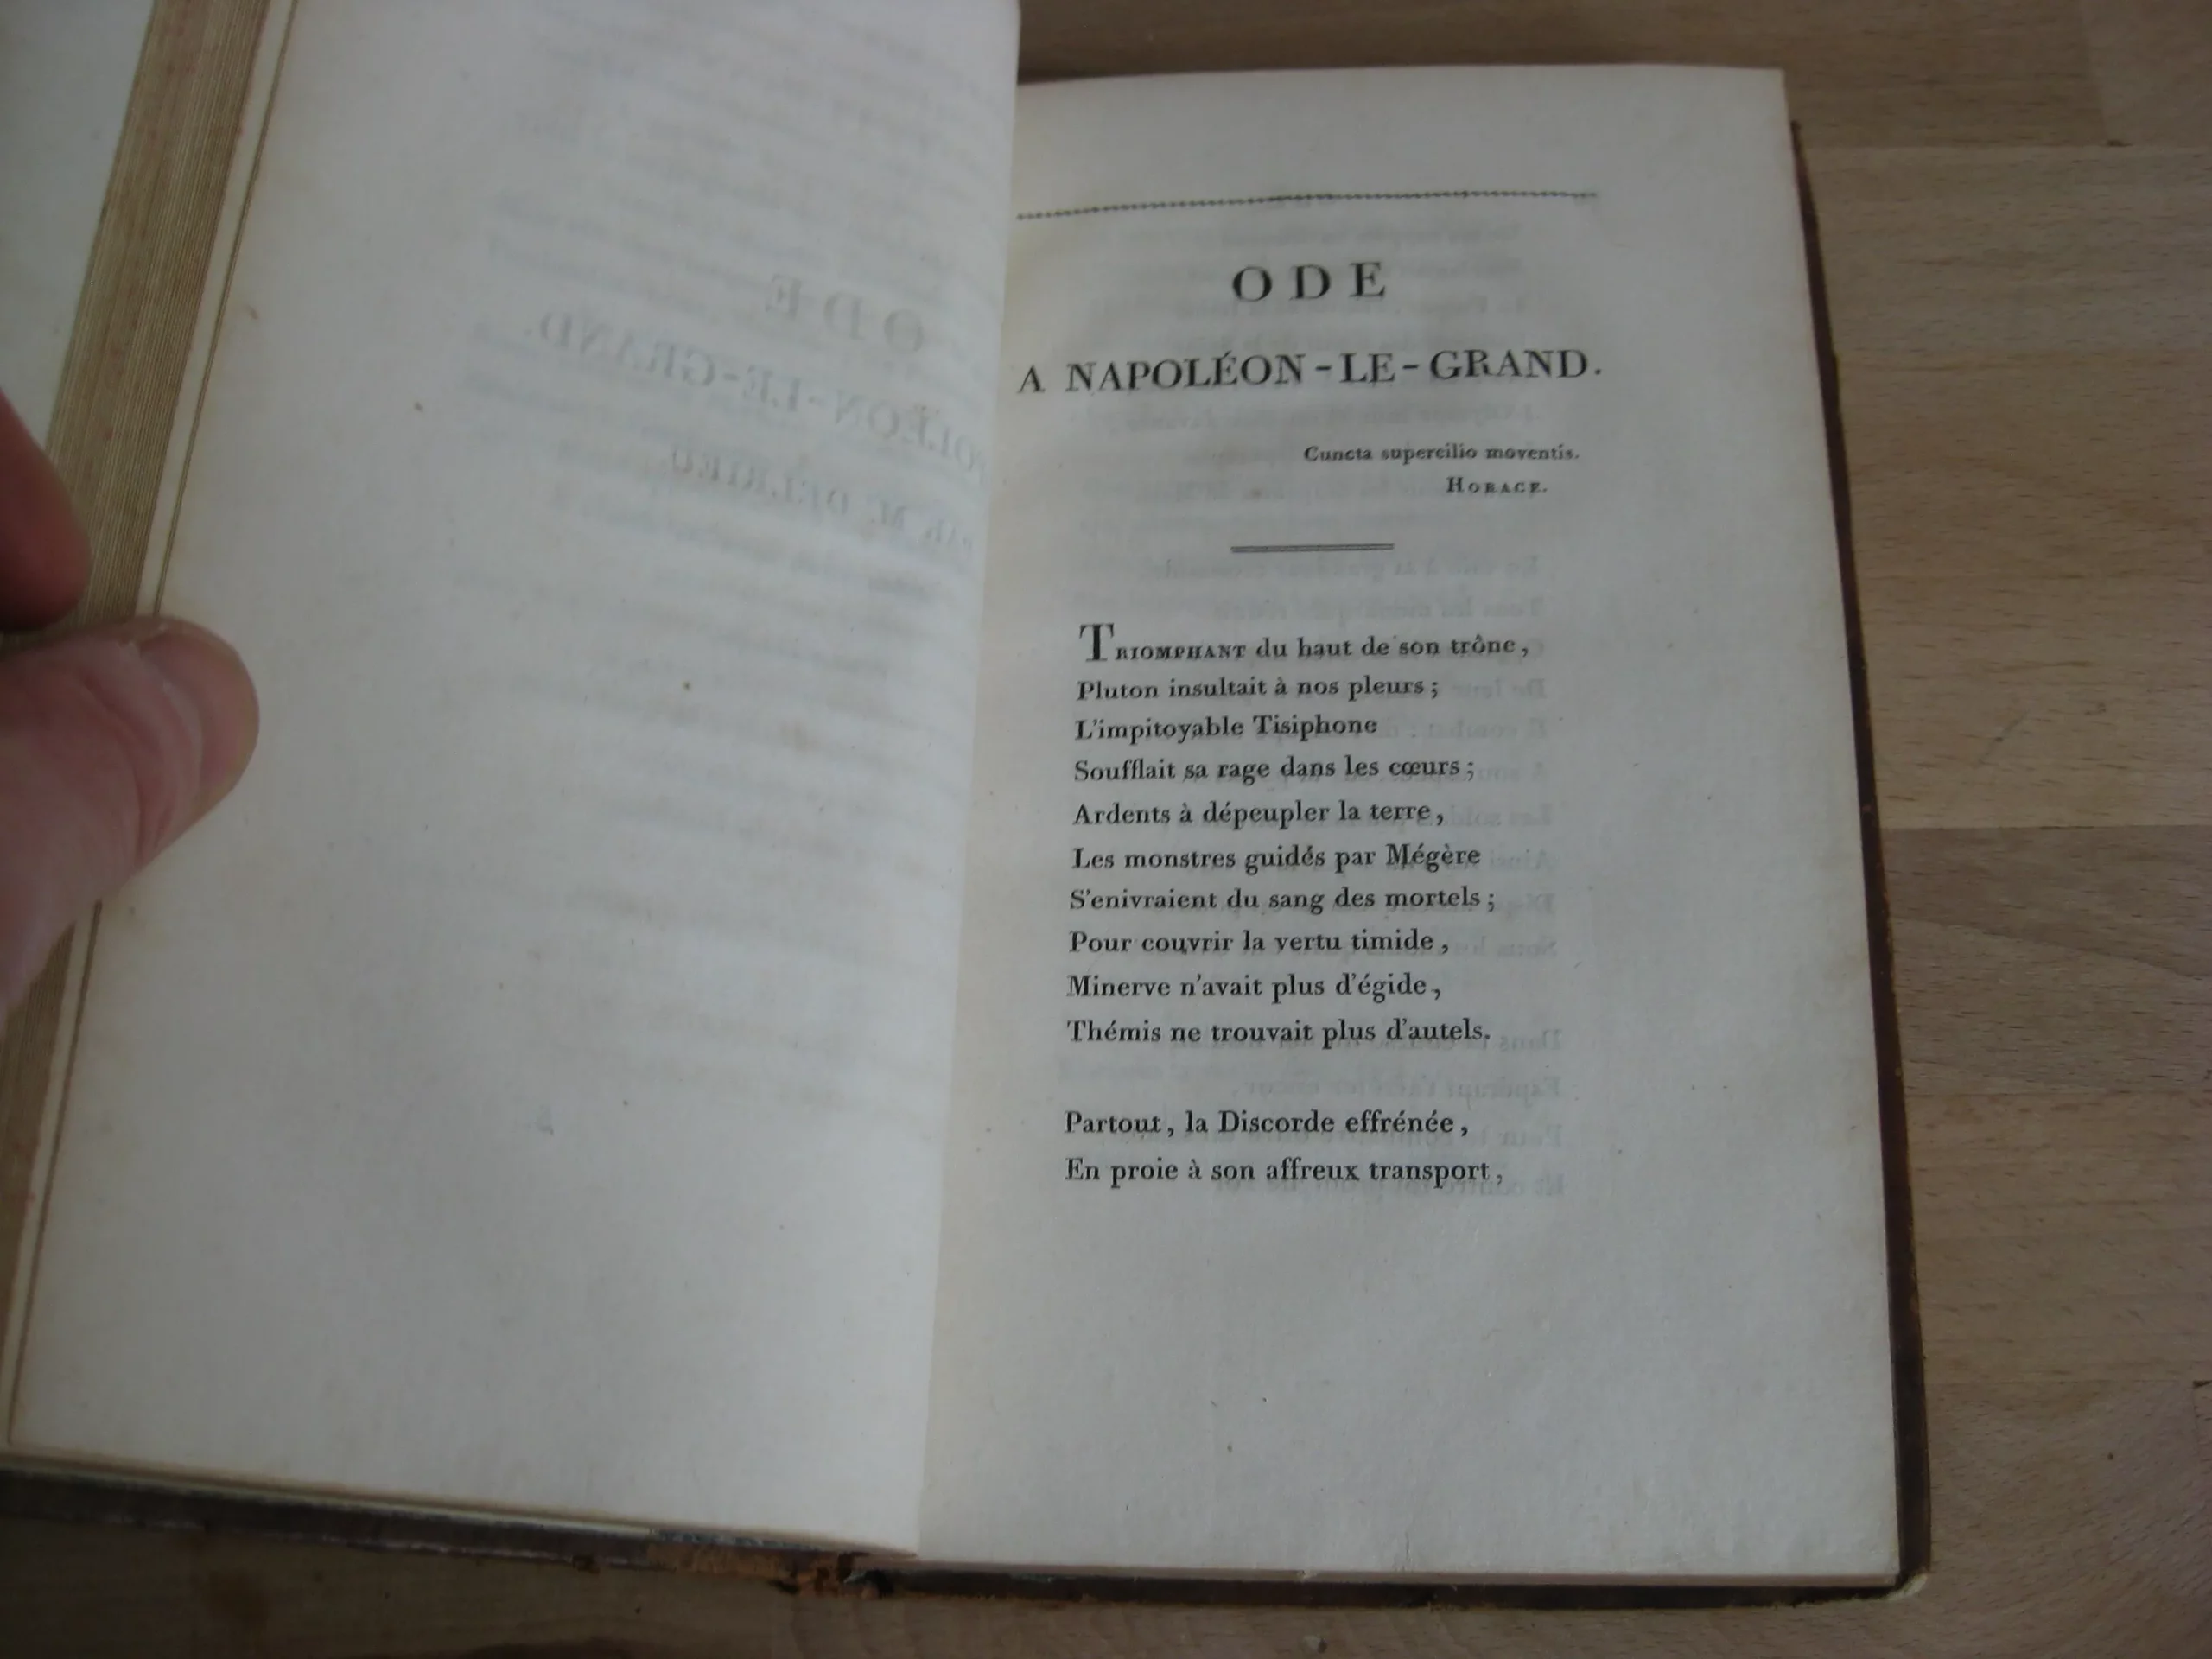 ODE
A NAPOLÉON-LE-GRAND.
Cuncta supercilio moventis.
HORACE.
TRIOMPHANT du haut de son trône,
Pluton insultait à nos pleurs ;
L'impitoyable Tisiphone
Soufflait sa rage dans les cœurs ;
Ardents à dépeupler la terre,
Les monstres guidés par Mégère
S'enivraient du sang des mortels ;
Pour couvrir la vertu timide,
Minerve n'avait plus d'égide,
Thémis ne trouvait plus d'autels.
Partout, la Discorde effrénée,
En proie à son affreux transport,